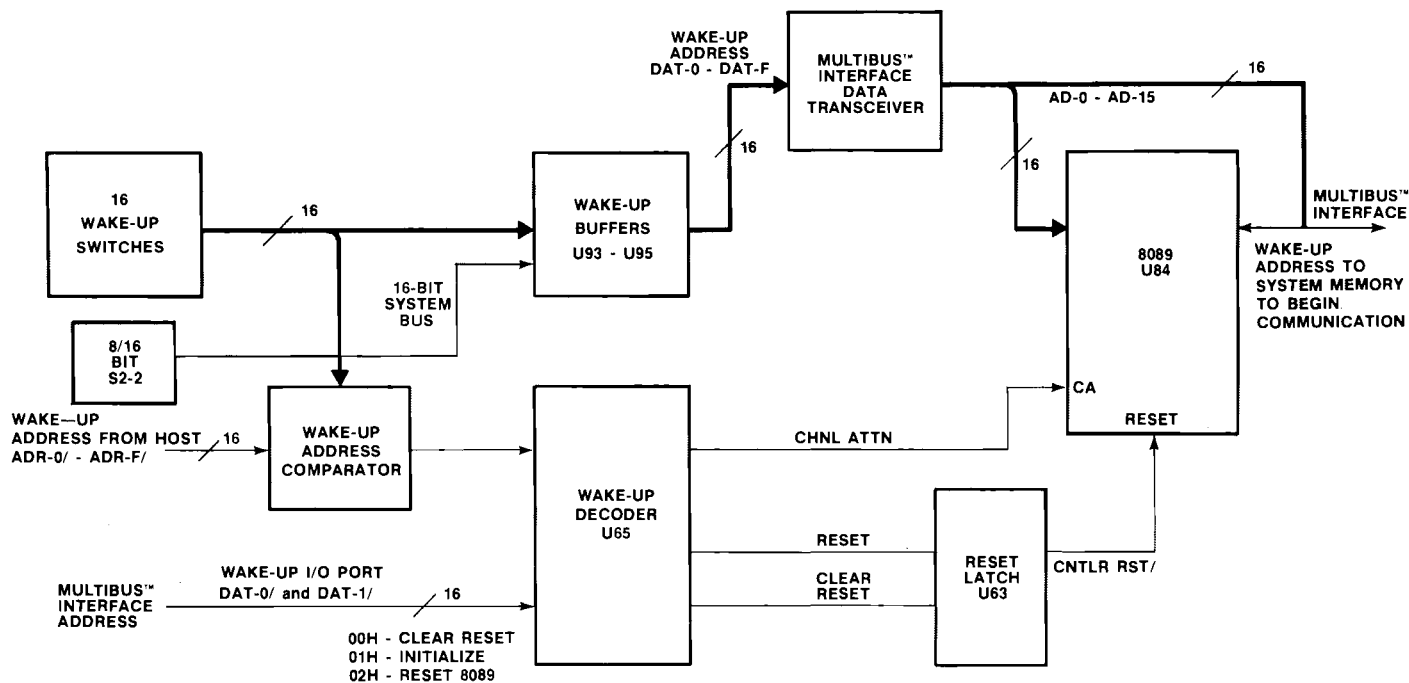 WAKE-UP
ADDRESS
DAT-0 - DAT-F
MULTIBUS™
INTERFACE
DATA
TRANSCEIVER
16
AD-0 - AD-15
16
16
16
WAKE-UP
SWITCHES
16
WAKE-UP
BUFFERS
U93 - U95
8089
U84
MULTIBUS™
INTERFACE
WAKE-UP
ADDRESS TO
SYSTEM MEMORY
TO BEGIN
COMMUNICATION
16-BIT
SYSTEM
BUS
8/16
BIT
S2-2
CA
RESET
WAKE—UP
ADDRESS FROM HOST
ADR-0/ - ADR-F/
16
WAKE-UP
ADDRESS
COMPARATOR
WAKE-UP
DECODER
U65
CHNL ATTN
RESET
CLEAR
RESET
RESET
LATCH
U63
CNTLR RST/
MULTIBUS™
INTERFACE
ADDRESS
WAKE-UP I/O PORT
DAT-0/ and DAT-1/
16
00H - CLEAR RESET
01H - INITIALIZE
02H - RESET 8089